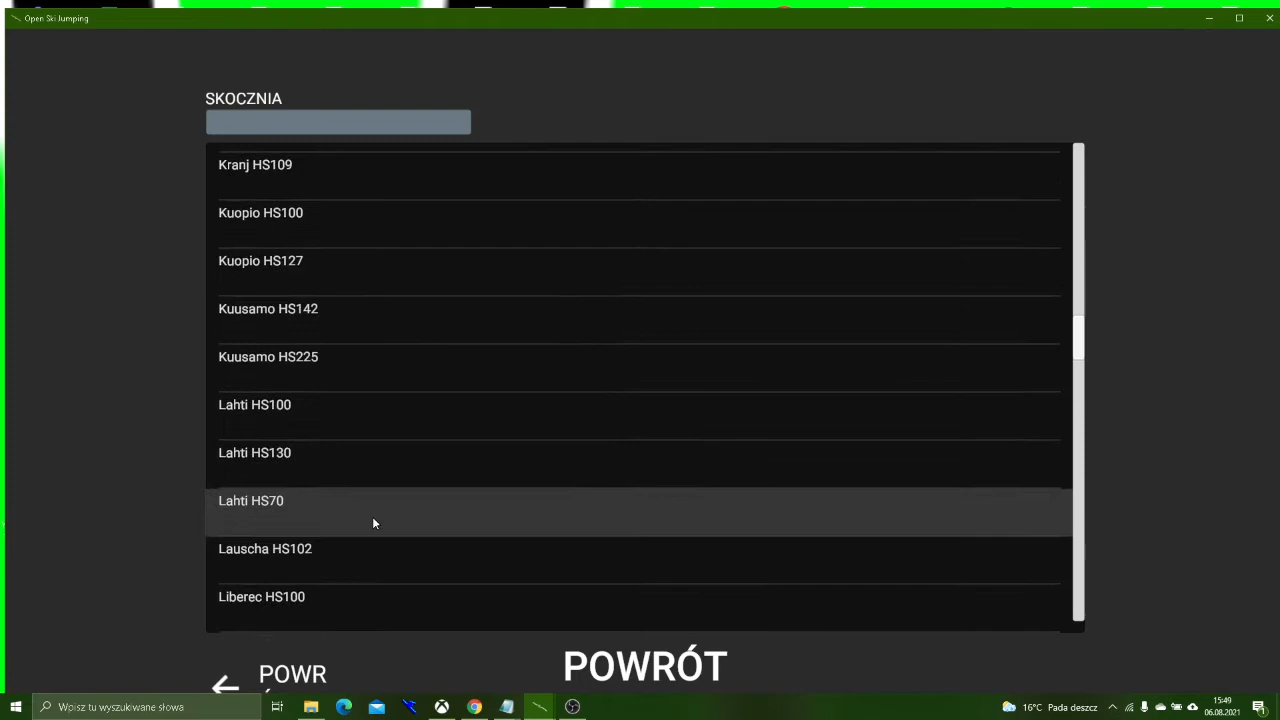 Open Ski Jumping
SKOCZNIA
Kranj HS109
Kuopio HS100
Kuopio HS127
Kuusamo HS142
Kuusamo HS225
Lahti HS100
Lahti HS130
Lahti HS70
Lauscha HS102
Liberec HS100
POWR
POWRÓT
Wpisz tu wyszukiwane słowa
16°C Pada deszcz
15:49
06.08.2021